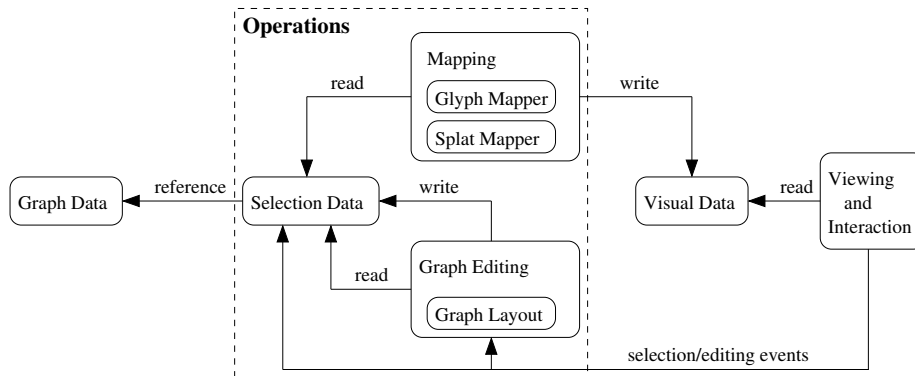 Operations
Mapping
read
write
Glyph Mapper
Splat Mapper
Graph Data
reference
Selection Data
write
Visual Data
read
Viewing
and
Interaction
Graph Editing
read
Graph Layout
selection/editing events